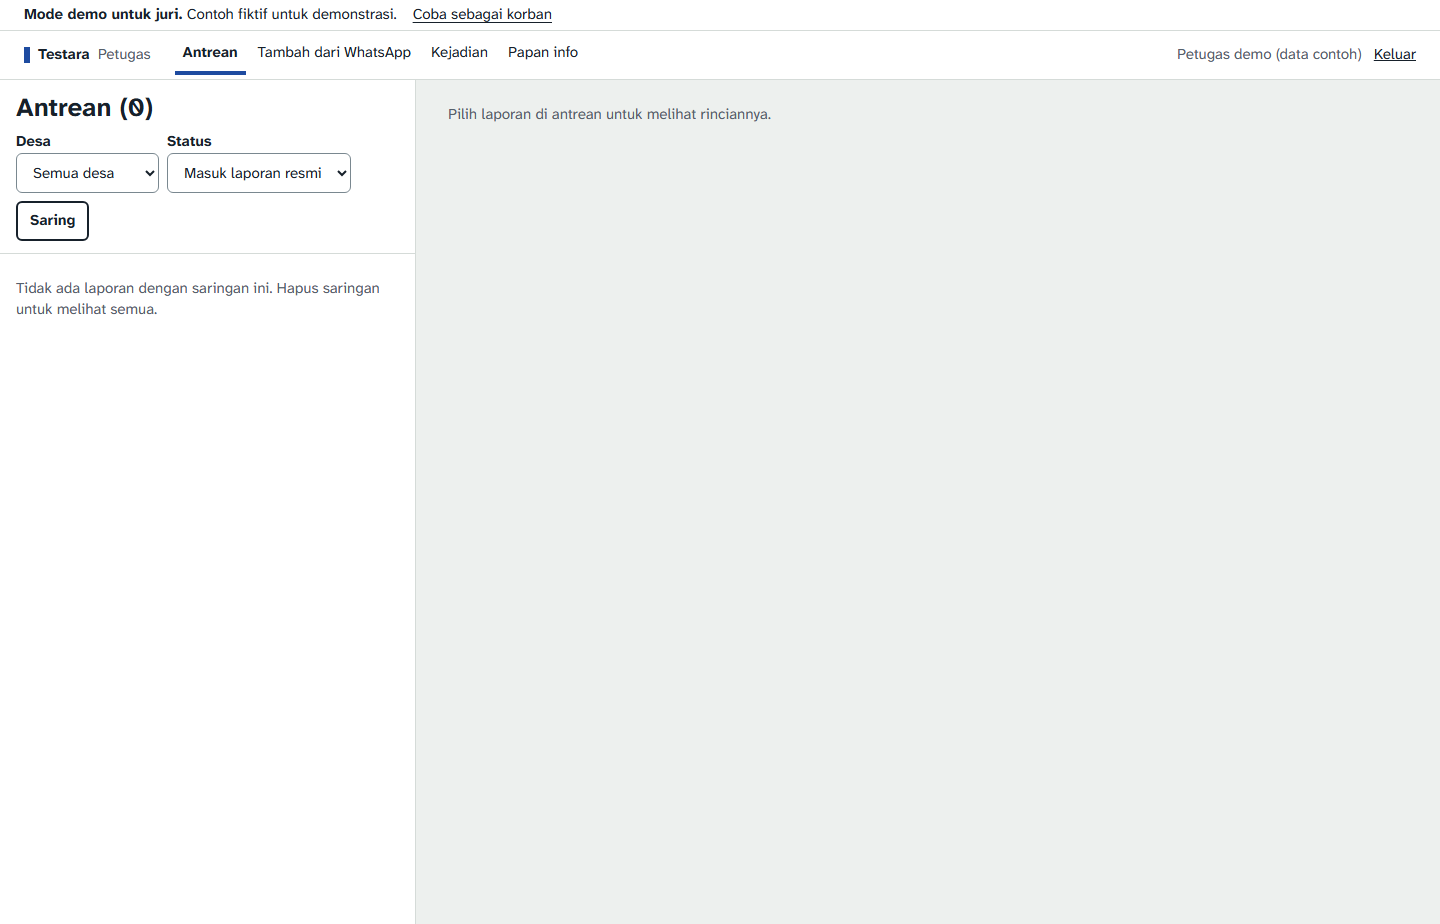 Mode demo untuk juri. Contoh fiktif untuk demonstrasi. Coba sebagai korban
Testara Petugas Antrean Tambah dari WhatsApp Kejadian Papan info Petugas demo (data contoh) Keluar
Antrean (0)
Desa Status
Semua desa Masuk laporan resmi
Saring
Tidak ada laporan dengan saringan ini. Hapus saringan
untuk melihat semua.
Pilih laporan di antrean untuk melihat rinciannya.